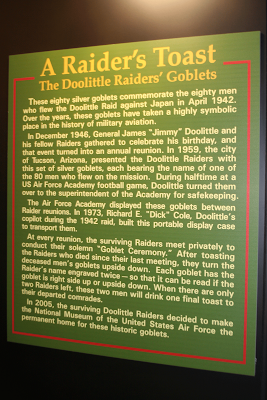 A Raider's Toast
The Doolittle Raiders' Goblets
These eighty silver goblets commemorate the eighty men
who flew the Doolittle Raid against Japan in April 1942.
Over the years, these goblets have taken a highly symbolic
place in the history of military aviation.
In December 1946, General James "Jimmy" Doolittle and
his fellow Raiders gathered to celebrate his birthday, and
that event turned into an annual reunion. In 1959, the city
of Tucson, Arizona, presented the Doolittle Raiders with
this set of silver goblets, each bearing the name of one of
the 80 men who flew on the mission. During halftime at a
US Air Force Academy football game, Doolittle turned them
over to the superintendent of the Academy for safekeeping.
The Air Force Academy displayed these goblets between
Raider reunions. In 1973, Richard E. "Dick" Cole, Doolittle's
copilot during the 1942 raid, built this portable display case
to transport them.
At every reunion, the surviving Raiders meet privately to
conduct their solemn "Goblet Ceremony." After toasting
the Raiders who died since their last meeting, they turn the
deceased men's goblets upside down. Each goblet has the
Raider's name engraved twice – so that it can be read if the
goblet is right side up or upside down. When there are only
two Raiders left, these two men will drink one final toast to
their departed comrades.
In 2005, the surviving Doolittle Raiders decided to make
the National Museum of the United States Air Force the
permanent home for these historic goblets.